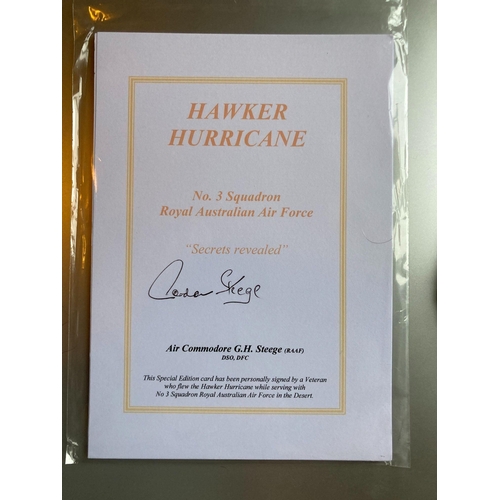 HAWKER
HURRICANE
No. 3 Squadron
Royal Australian Air Force
"Secrets revealed"
Gordon Steege
Air Commodore G.H. Steege (RAAF)
DSO, DFC
This Special Edition card has been personally signed by a Veteran
who flew the Hawker Hurricane while serving with
No 3 Squadron Royal Australian Air Force in the Desert.